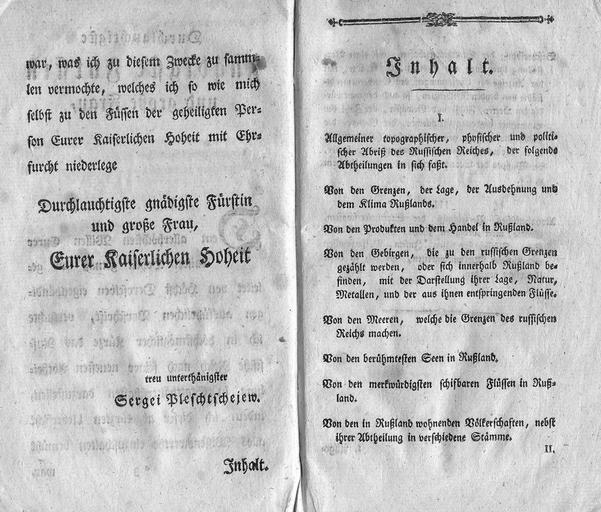 war, was ich zu diesem Zwecke zu samm-
len vermochte, welches ich so wie mich
selbst zu den Füssen der geheiligten Per-
son Eurer Kaiserlichen Hoheit mit Ehr-
furcht niederlege
Durchlauchtigste gnädigste Fürstin
und große Frau,
Eurer Kaiserlichen Hoheit
treu unterthänigster
Sergei Pleschtschejew.
Inhalt.
Inhalt.
I.
Allgemeiner topographischer, physischer und politi-
scher Abriß des Russischen Reiches, der folgende
Abtheilungen in sich faßt.
Von den Grenzen, der Lage, der Ausdehnung und
dem Klima Rußlands.
Von den Produkten und dem Handel in Rußland.
Von den Gebirgen, die zu den russischen Grenzen
gezählt werden, oder sich innerhalb Rußland be-
finden, mit der Darstellung ihrer Lage, Natur,
Metallen, und der aus ihnen entspringenden Flüsse.
Von den Meeren, welche die Grenzen des russischen
Reichs machen.
Von den berühmtesten Seen in Rußland.
Von den merkwürdigsten schifbaren Flüssen in Ruß-
land.
Von den in Rußland wohnenden Völkerschaften, nebst
ihrer Abtheilung in verschiedene Stämme.
II.